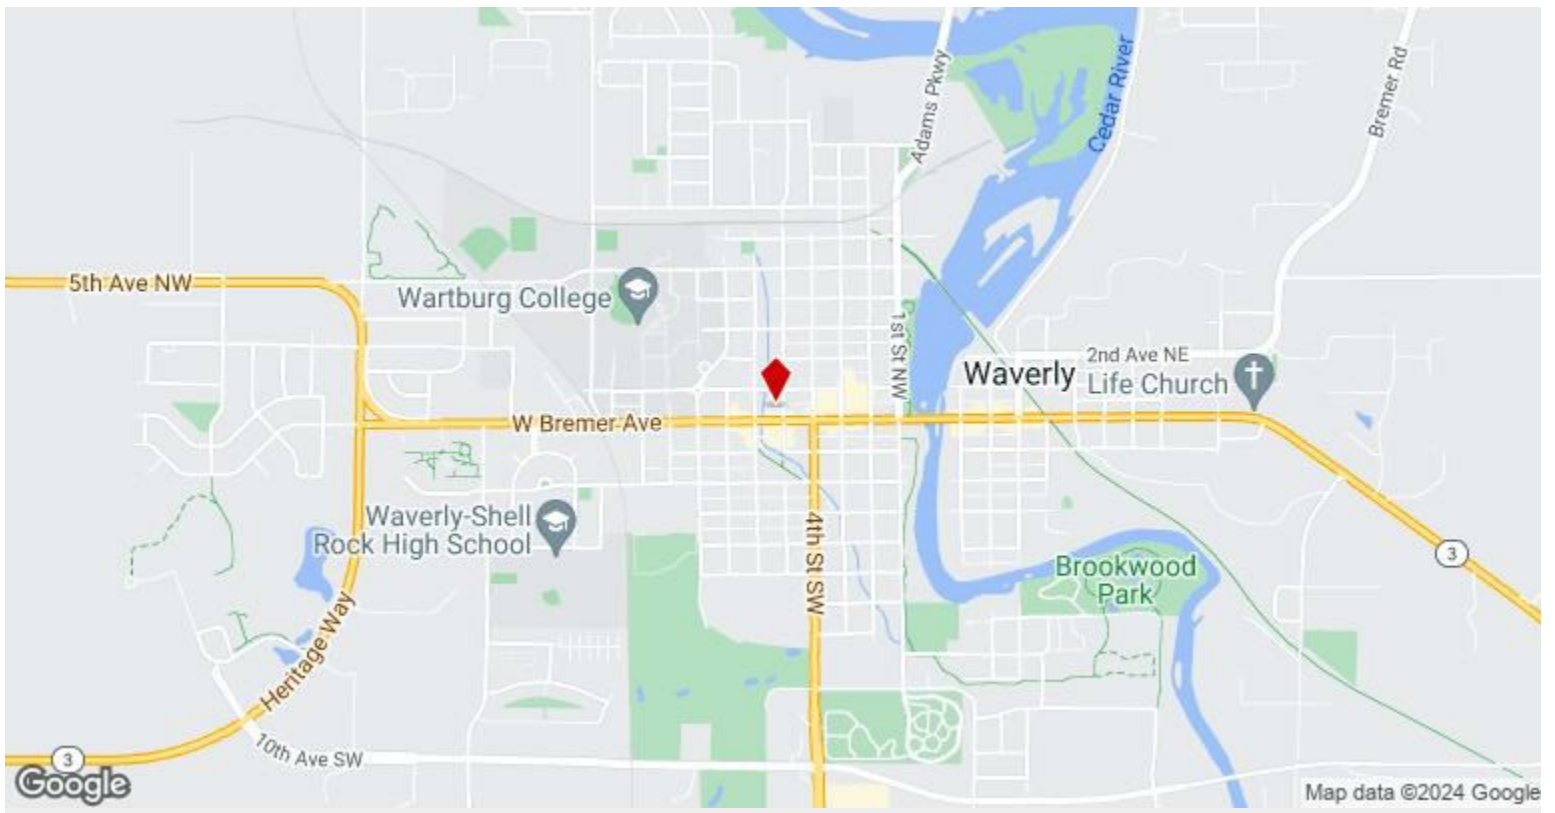 Adams Pkwy
Cedar River
Bremer Rd
5th Ave NW
Wartburg College
1st St NW
Waverly
2nd Ave NE
Life Church
W Bremer Ave
Waverly-Shell
Rock High School
4th St SW
Brookwood
Park
3
Heritage Way
10th Ave SW
3
Google
Map data ©2024 Google